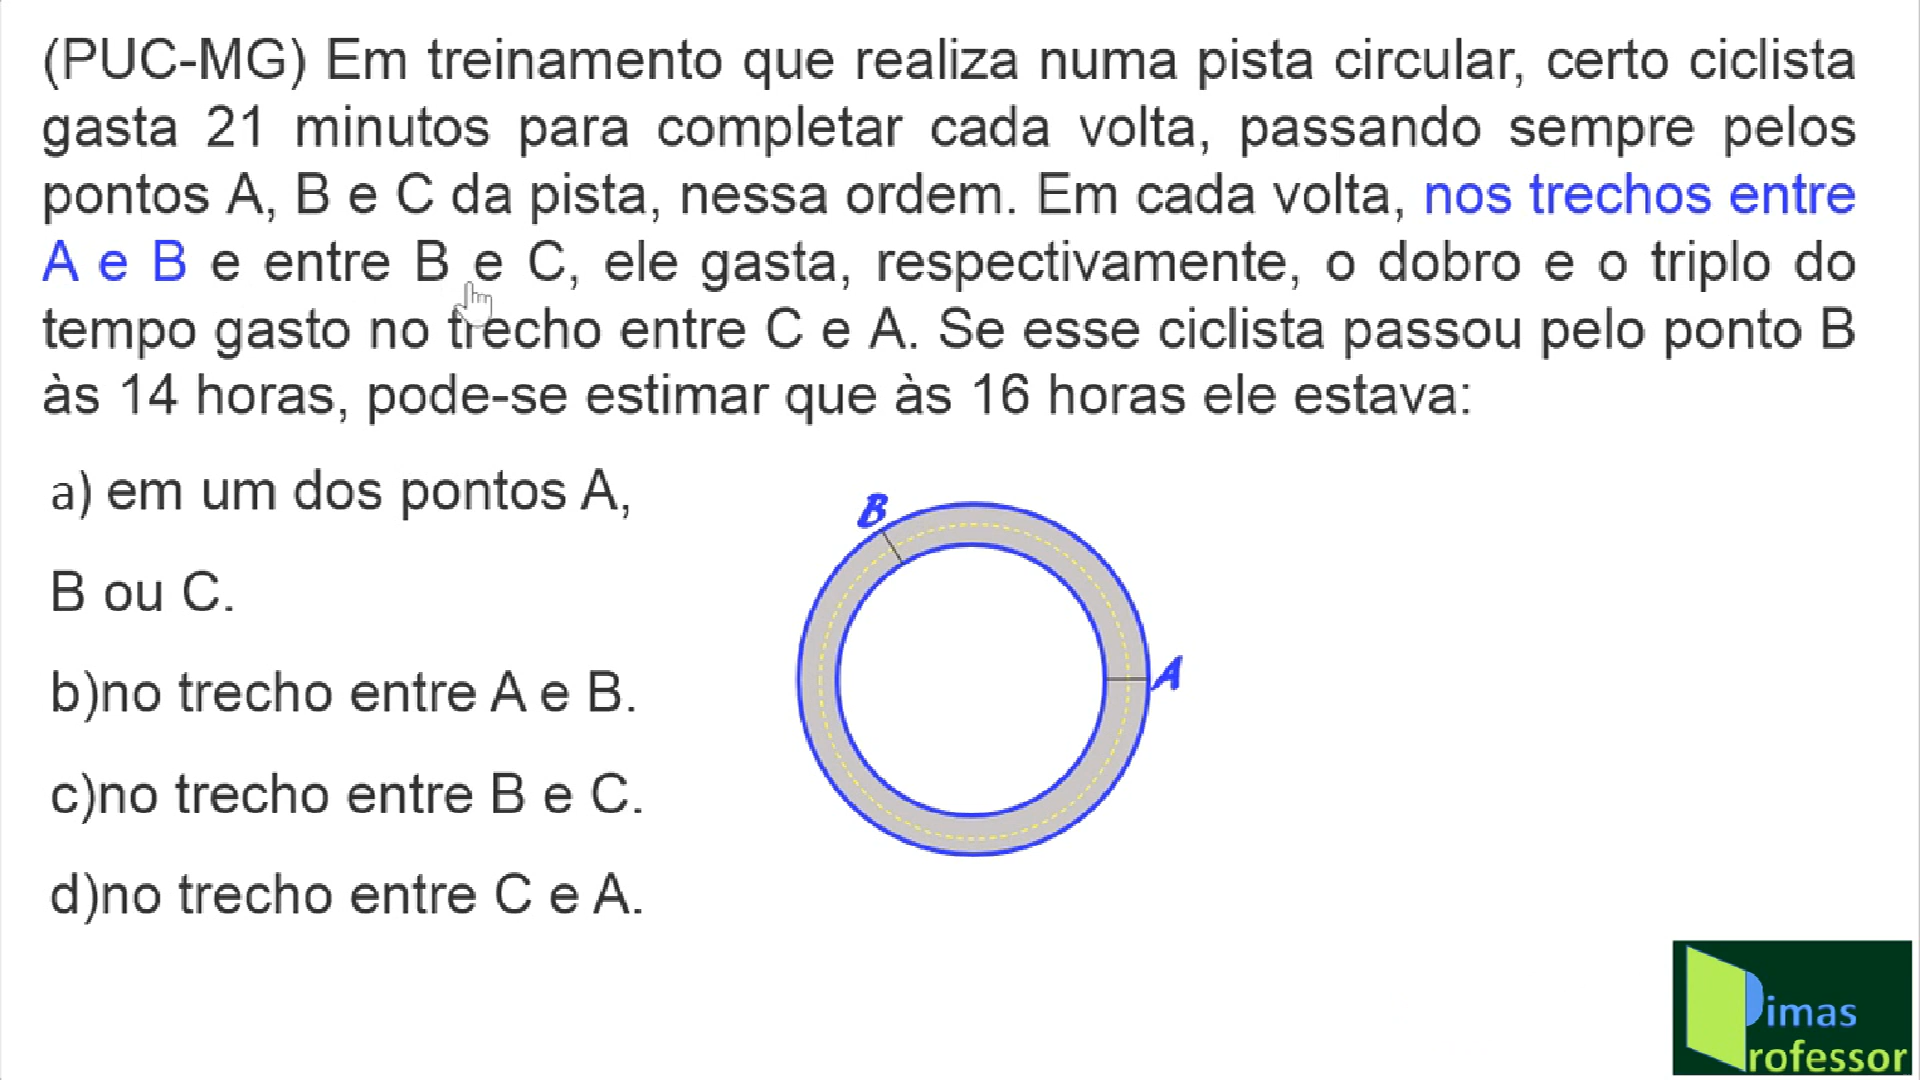 (PUC-MG) Em treinamento que realiza numa pista circular, certo ciclista
gasta 21 minutos para completar cada volta, passando sempre pelos
pontos A, B e C da pista, nessa ordem. Em cada volta, nos trechos entre
A e B e entre B e C, ele gasta, respectivamente, o dobro e o triplo do
tempo gasto no trecho entre C e A. Se esse ciclista passou pelo ponto B
às 14 horas, pode-se estimar que às 16 horas ele estava:
a) em um dos pontos A,
B ou C.
b)no trecho entre A e B.
c)no trecho entre B e C.
d)no trecho entre C e A.
B
A
Dimas
rofessor